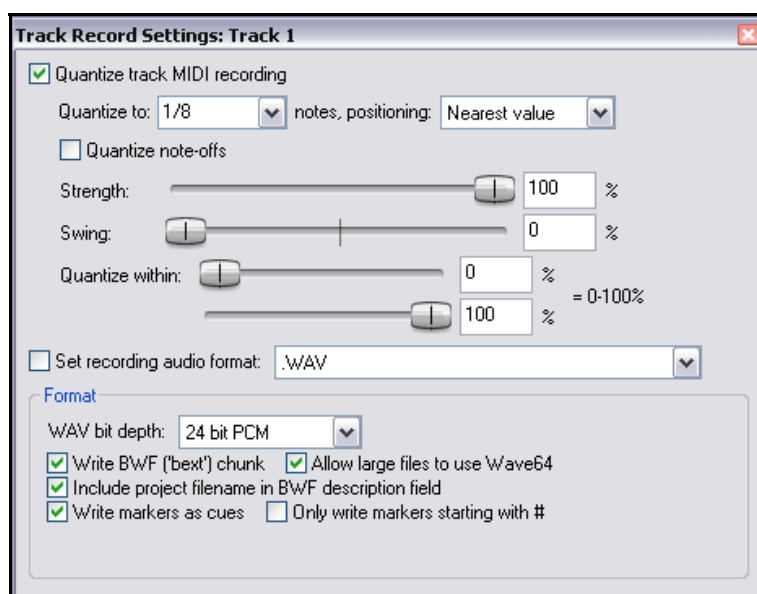 Track Record Settings: Track 1
Quantize track MIDI recording
Quantize to: 1/8 notes, positioning: Nearest value
Quantize note-offs
Strength: 100 %
Swing: 0 %
Quantize within: 0 %
= 0-100%
100 %
Set recording audio format: .WAV
Format
WAV bit depth: 24 bit PCM
Write BWF ('bext') chunk Allow large files to use Wave64
Include project filename in BWF description field
Write markers as cues Only write markers starting with #